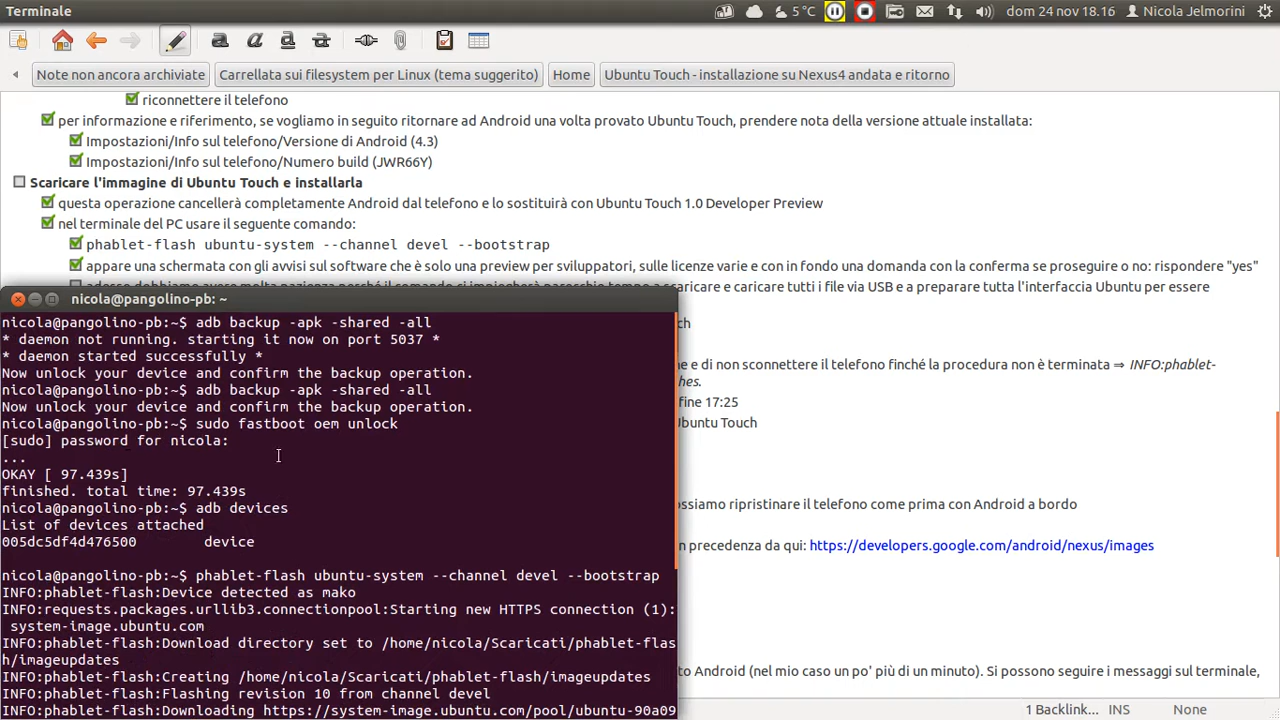 Terminale
5 °C
dom 24 nov 18.16
Nicola Jelmorini
Note non ancora archiviate
Carrellata sui filesystem per Linux (tema suggerito)
Home
Ubuntu Touch - installazione su Nexus4 andata e ritorno
riconnettere il telefono
per informazione e riferimento, se vogliamo in seguito ritornare ad Android una volta provato Ubuntu Touch, prendere nota della versione attuale installata:
Impostazioni/Info sul telefono/Versione di Android (4.3)
Impostazioni/Info sul telefono/Numero build (JWR66Y)
Scaricare l'immagine di Ubuntu Touch e installarla
questa operazione cancellerà completamente Android dal telefono e lo sostituirà con Ubuntu Touch 1.0 Developer Preview
nel terminale del PC usare il seguente comando:
phablet-flash ubuntu-system --channel devel --bootstrap
appare una schermata con gli avvisi sul software che è solo una preview per sviluppatori, sulle licenze varie e con in fondo una domanda con la conferma se proseguire o no: rispondere "yes"
scaricare e caricare tutti i file via USB e a preparare tutta l'interfaccia Ubuntu per essere
e di non sconnettere il telefono finché la procedura non è terminata ⇒ INFO:phablet-
hes.
fine 17:25
Ubuntu Touch
ossiamo ripristinare il telefono come prima con Android a bordo
n precedenza da qui: https://developers.google.com/android/nexus/images
to Android (nel mio caso un po' più di un minuto). Si possono seguire i messaggi sul terminale,
1 Backlink...
INS
None
nicola@pangolino-pb: ~
nicola@pangolino-pb:~$ adb backup -apk -shared -all
* daemon not running. starting it now on port 5037 *
* daemon started successfully *
Now unlock your device and confirm the backup operation.
nicola@pangolino-pb:~$ adb backup -apk -shared -all
Now unlock your device and confirm the backup operation.
nicola@pangolino-pb:~$ sudo fastboot oem unlock
[sudo] password for nicola:
...
OKAY [ 97.439s]
finished. total time: 97.439s
nicola@pangolino-pb:~$ adb devices
List of devices attached
005dc5df4d476500 device
nicola@pangolino-pb:~$ phablet-flash ubuntu-system --channel devel --bootstrap
INFO:phablet-flash:Device detected as mako
INFO:requests.packages.urllib3.connectionpool:Starting new HTTPS connection (1):
system-image.ubuntu.com
INFO:phablet-flash:Download directory set to /home/nicola/Scaricati/phablet-flas
h/imageupdates
INFO:phablet-flash:Creating /home/nicola/Scaricati/phablet-flash/imageupdates
INFO:phablet-flash:Flashing revision 10 from channel devel
INFO:phablet-flash:Downloading https://system-image.ubuntu.com/pool/ubuntu-90a09